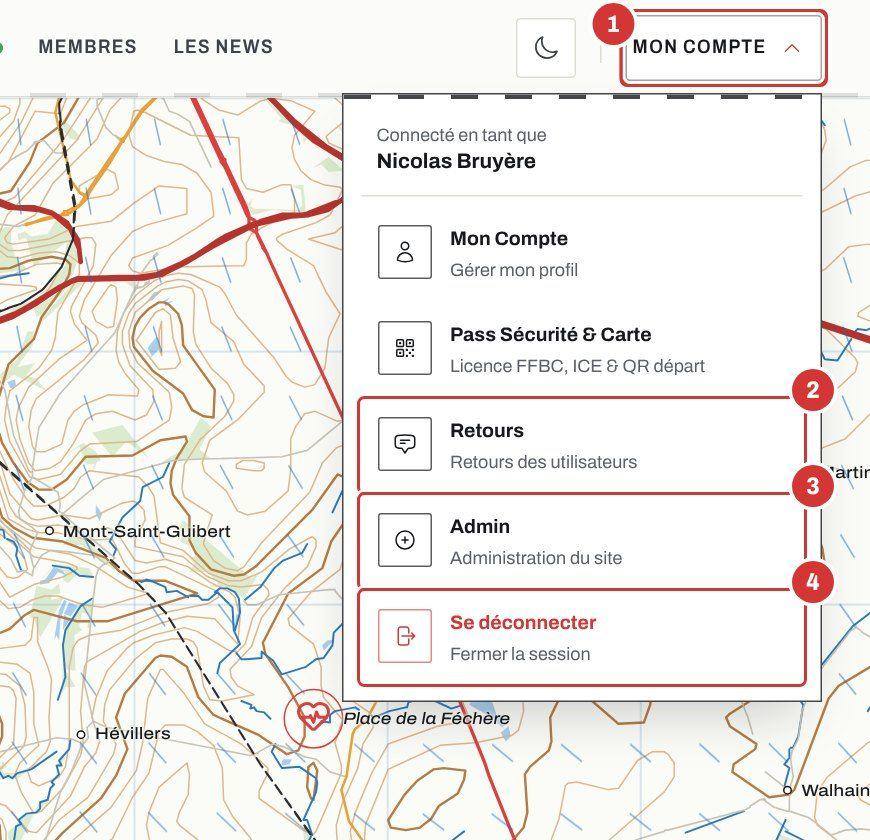 MEMBRES
LES NEWS
1
MON COMPTE
Connecté en tant que
Nicolas Bruyère
Mon Compte
Gérer mon profil
Pass Sécurité & Carte
Licence FFBC, ICE & QR départ
2
Retours
Retours des utilisateurs
3
Admin
Administration du site
4
Se déconnecter
Fermer la session
Mont-Saint-Guibert
Place de la Féchère
Hévillers
Walhain